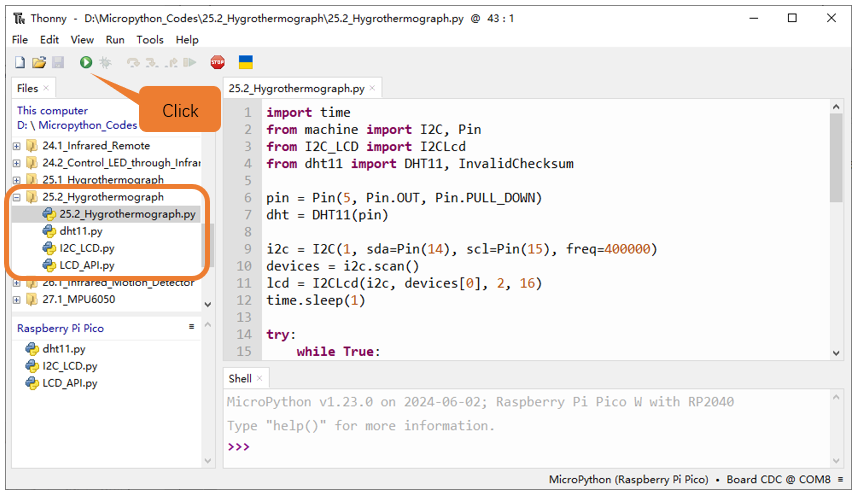 Thonny - D:\Micropython_Codes\25.2_Hygrothermograph\25.2_Hygrothermograph.py @ 43 : 1
File Edit View Run Tools Help
STOP
Files
This computer
D: \ Micropython_Codes
24.1_Infrared_Remote
24.2_Control_LED_through_Infrar
25.1_Hygrothermograph
25.2_Hygrothermograph
25.2_Hygrothermograph.py
dht11.py
I2C_LCD.py
LCD_API.py
26.1_Infrared_Motion_Detector
27.1_MPU6050
Raspberry Pi Pico
dht11.py
I2C_LCD.py
LCD_API.py
Click
25.2_Hygrothermograph.py
1 import time
2 from machine import I2C, Pin
3 from I2C_LCD import I2CLcd
4 from dht11 import DHT11, InvalidChecksum
5
6 pin = Pin(5, Pin.OUT, Pin.PULL_DOWN)
7 dht = DHT11(pin)
8
9 i2c = I2C(1, sda=Pin(14), scl=Pin(15), freq=400000)
10 devices = i2c.scan()
11 lcd = I2CLcd(i2c, devices[0], 2, 16)
12 time.sleep(1)
13
14 try:
15     while True:
Shell
MicroPython v1.23.0 on 2024-06-02; Raspberry Pi Pico W with RP2040
Type "help()" for more information.
>>>
MicroPython (Raspberry Pi Pico) • Board CDC @ COM8 ≡